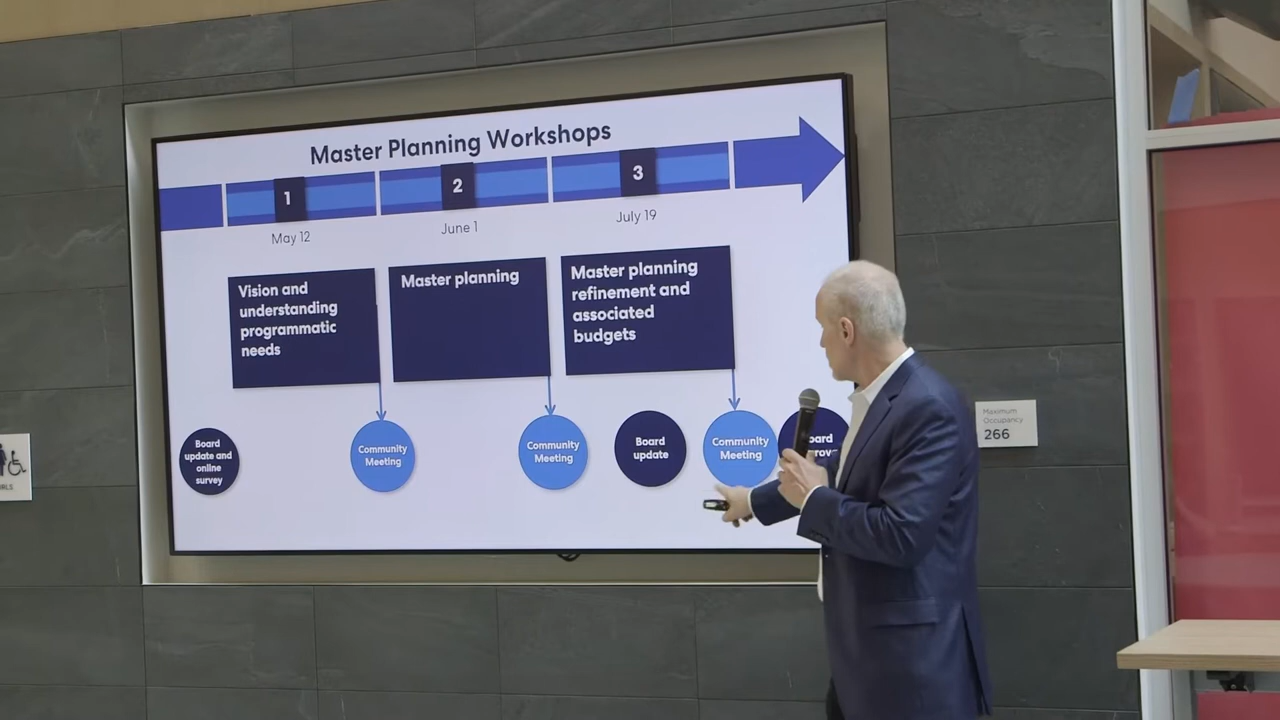 Master Planning Workshops
1
2
3
May 12
June 1
July 19
Vision and
understanding
programmatic
needs
Master planning
Master planning
refinement and
associated
budgets
Board
update and
online
survey
Community
Meeting
Community
Meeting
Board
update
Community
Meeting
Maximum
Occupancy
266